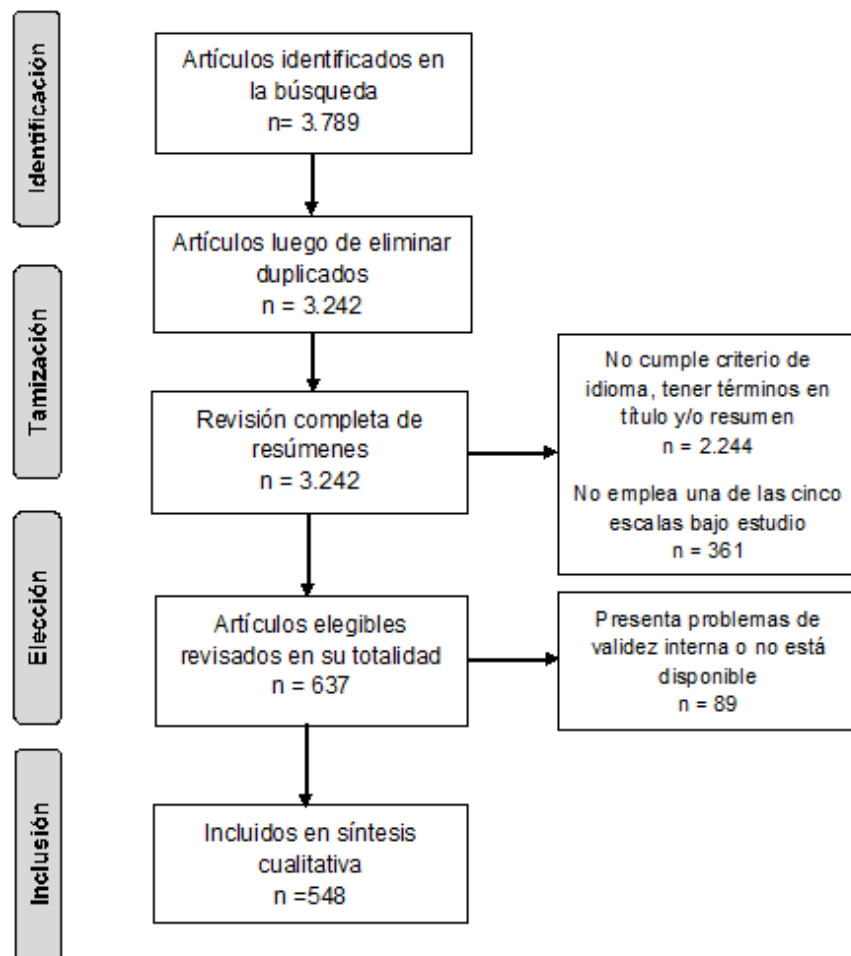 Identificación
Artículos identificados en
la búsqueda
n= 3.789
Artículos luego de eliminar
duplicados
n = 3.242
Tamización
Revisión completa de
resúmenes
n = 3.242
No cumple criterio de
idioma, tener términos en
título y/o resumen
n = 2.244
No emplea una de las cinco
escalas bajo estudio
n = 361
Elección
Artículos elegibles
revisados en su totalidad
n = 637
Presenta problemas de
validez interna o no está
disponible
n = 89
Inclusión
Incluidos en síntesis
cualitativa
n =548